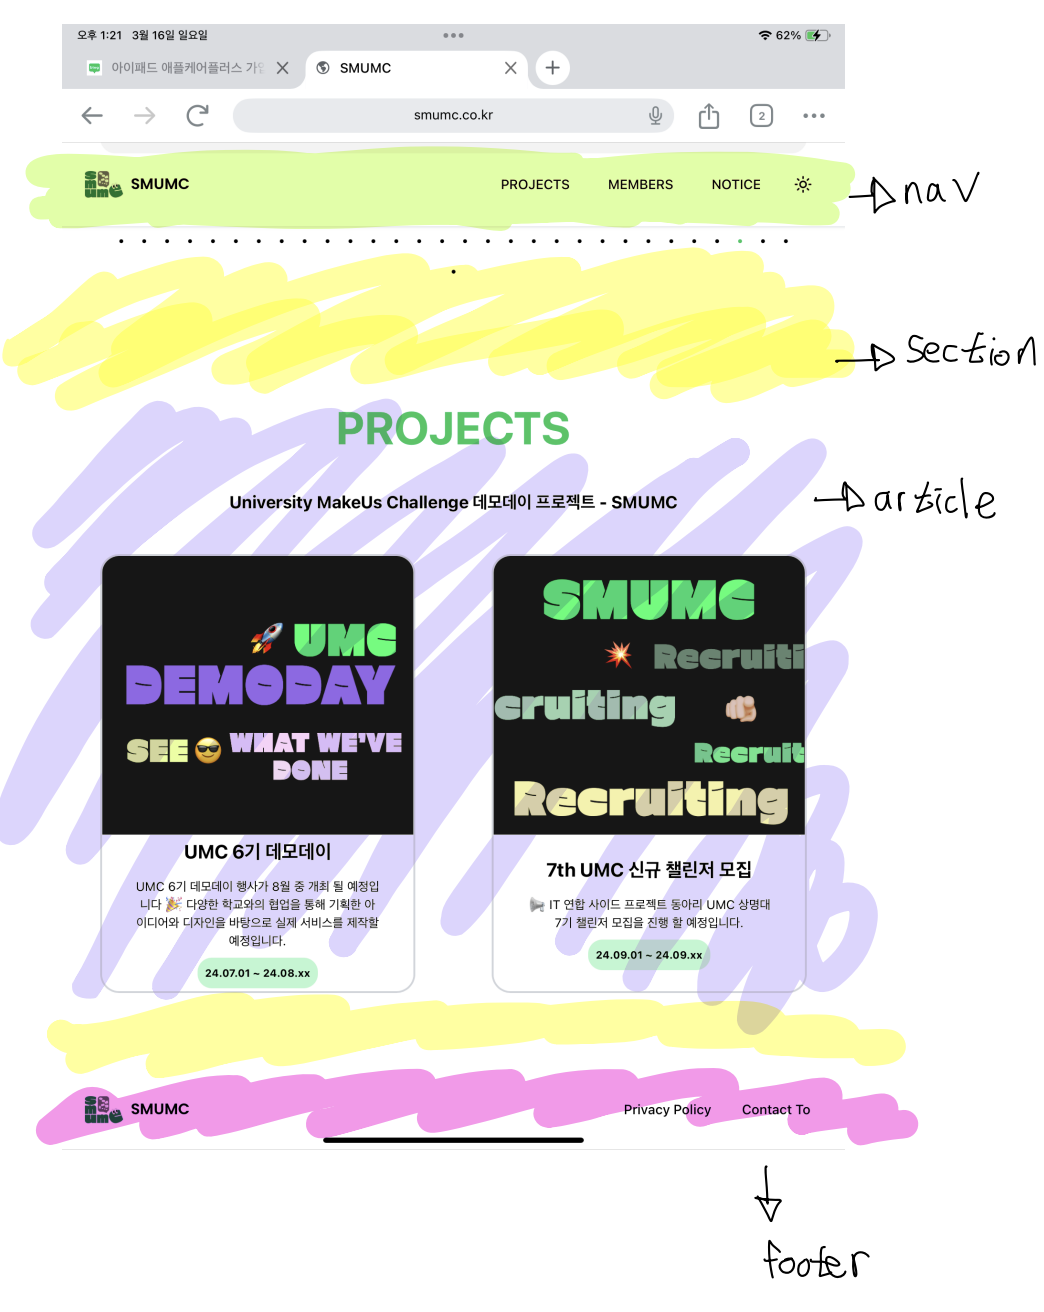 오후 1:21 3월 16일 일요일
62%
아이패드 애플케어플러스 가
SMUMC
smumc.co.kr
2
smumc SMUMC
PROJECTS MEMBERS NOTICE
nav
section
PROJECTS
University MakeUs Challenge 데모데이 프로젝트 - SMUMC
article
🚀 UMC
DEMODAY
SEE 😎 WHAT WE'VE
DONE
UMC 6기 데모데이
UMC 6기 데모데이 행사가 8월 중 개최 될 예정입
니다 🎉 다양한 학교와의 협업을 통해 기획한 아
이디어와 디자인을 바탕으로 실제 서비스를 제작할
예정입니다.
24.07.01 ~ 24.08.xx
SMUMC
💥 Recruiti
cruiting 🫵🏻
Recruit
Recruiting
7th UMC 신규 챌린저 모집
📢 IT 연합 사이드 프로젝트 동아리 UMC 상명대
7기 챌린저 모집을 진행 할 예정입니다.
24.09.01 ~ 24.09.xx
smumc SMUMC
Privacy Policy Contact To
footer